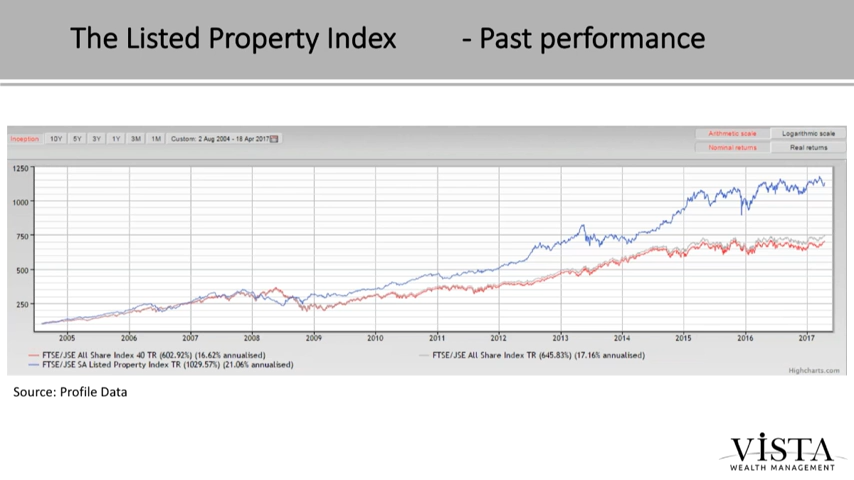 The Listed Property Index - Past performance
Inception 10Y 5Y 3Y 1Y 3M 1M Custom: 2 Aug 2004 - 18 Apr 2017
Arithmetic scale Logarithmic scale
Nominal returns Real returns
1250
1000
750
500
250
2005 2006 2007 2008 2009 2010 2011 2012 2013 2014 2015 2016 2017
FTSE/JSE All Share Index 40 TR (602.92%) (16.62% annualised) FTSE/JSE All Share Index TR (645.83%) (17.16% annualised)
FTSE/JSE SA Listed Property Index TR (1029.57%) (21.06% annualised)
Highcharts.com
Source: Profile Data
VISTA
WEALTH MANAGEMENT